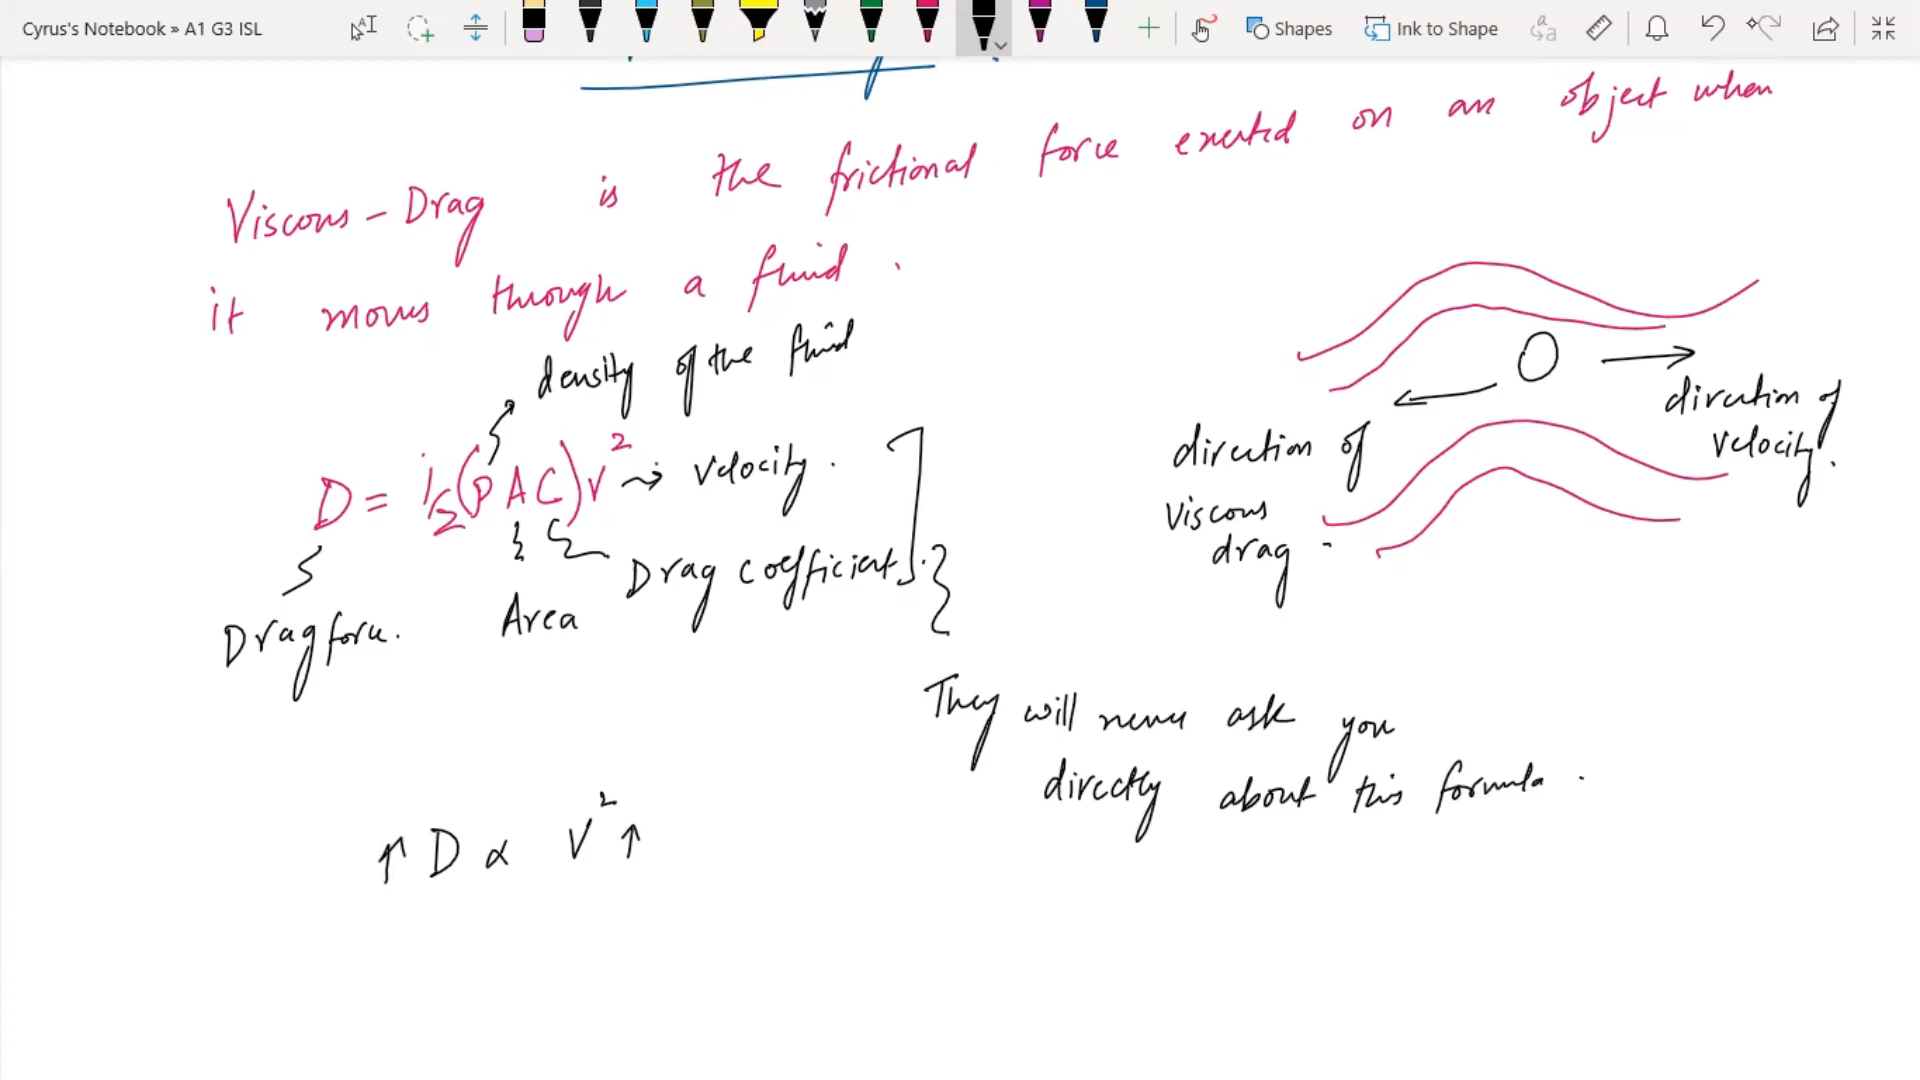 Cyrus's Notebook » A1 G3 ISL
Shapes
Ink to Shape
Viscous - Drag is the frictional force exerted on an object when
it moves through a fluid.
density of the fluid
D = 1/2 (ρ A C) v²
velocity.
Drag force.
Area
Drag coefficient.
direction of
velocity.
direction of
viscous
drag
They will never ask you
directly about this formula.
↑ D ∝ V² ↑